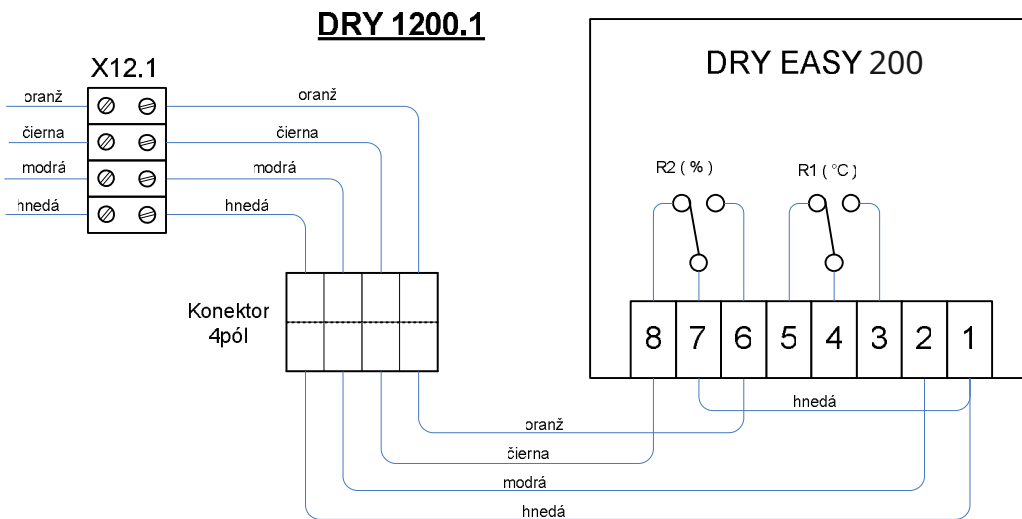 DRY 1200.1
DRY EASY 200
X12.1
oranž
oranž
čierna
čierna
modrá
modrá
hnedá
hnedá
R2 ( % )
R1 ( °C )
Konektor
4pól
8 7 6 5 4 3 2 1
hnedá
oranž
čierna
modrá
hnedá